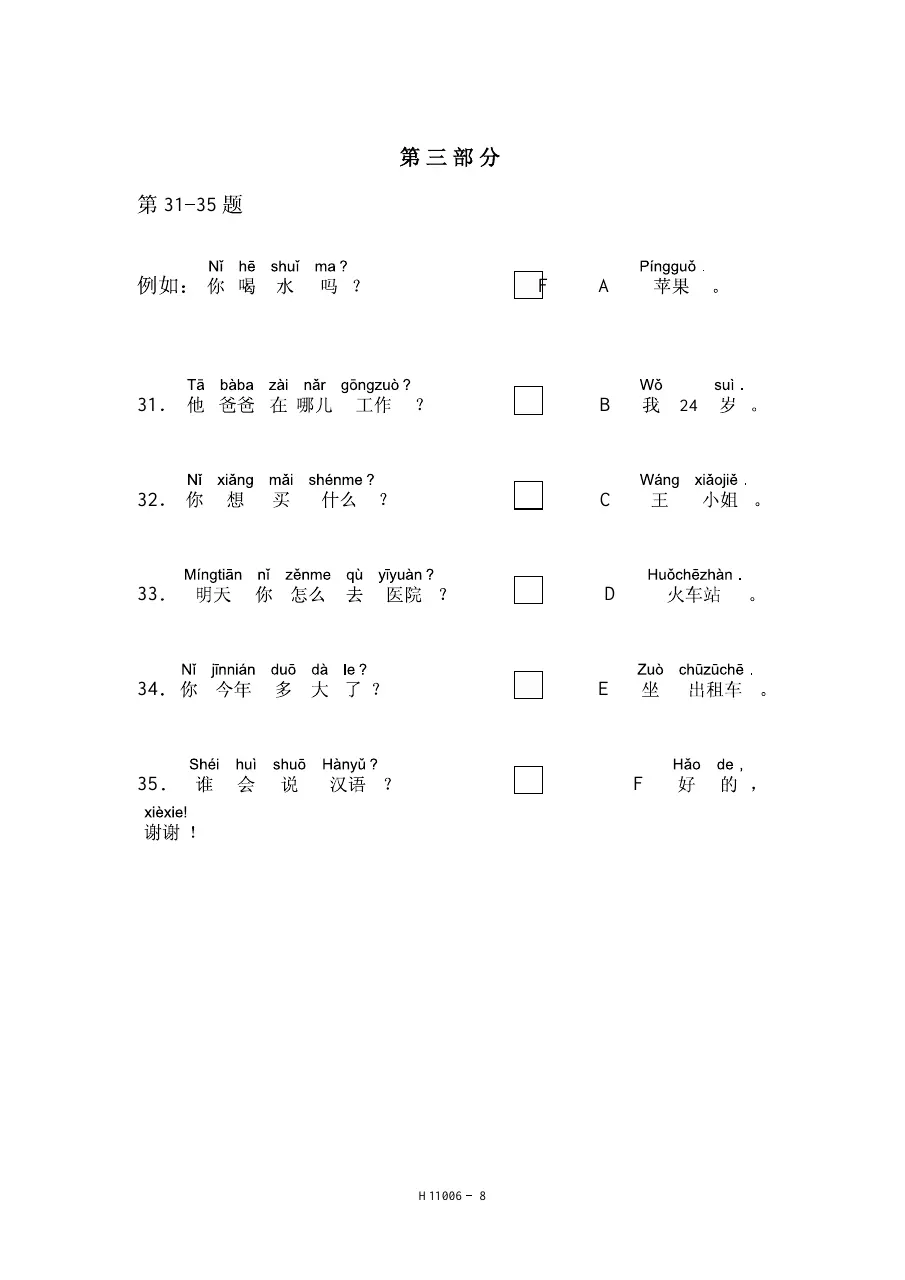 第三部分
第 31-35 题
Nǐ hē shuǐ ma? Píngguǒ.
例如: 你 喝 水 吗? F A 苹果。
Tā bàba zài nǎr gōngzuò? Wǒ suì.
31. 他 爸爸 在 哪儿 工作? B 我 24 岁。
Nǐ xiǎng mǎi shénme? Wáng xiǎojiě.
32. 你 想 买 什么? C 王 小姐。
Míngtiān nǐ zěnme qù yīyuàn? Huǒchēzhàn.
33. 明天 你 怎么 去 医院? D 火车站。
Nǐ jīnnián duō dà le? Zuò chūzūchē.
34. 你 今年 多 大 了? E 坐 出租车。
Shéi huì shuō Hànyǔ? Hǎo de,
35. 谁 会 说 汉语? F 好 的,
xièxie!
谢谢!
H11006- 8